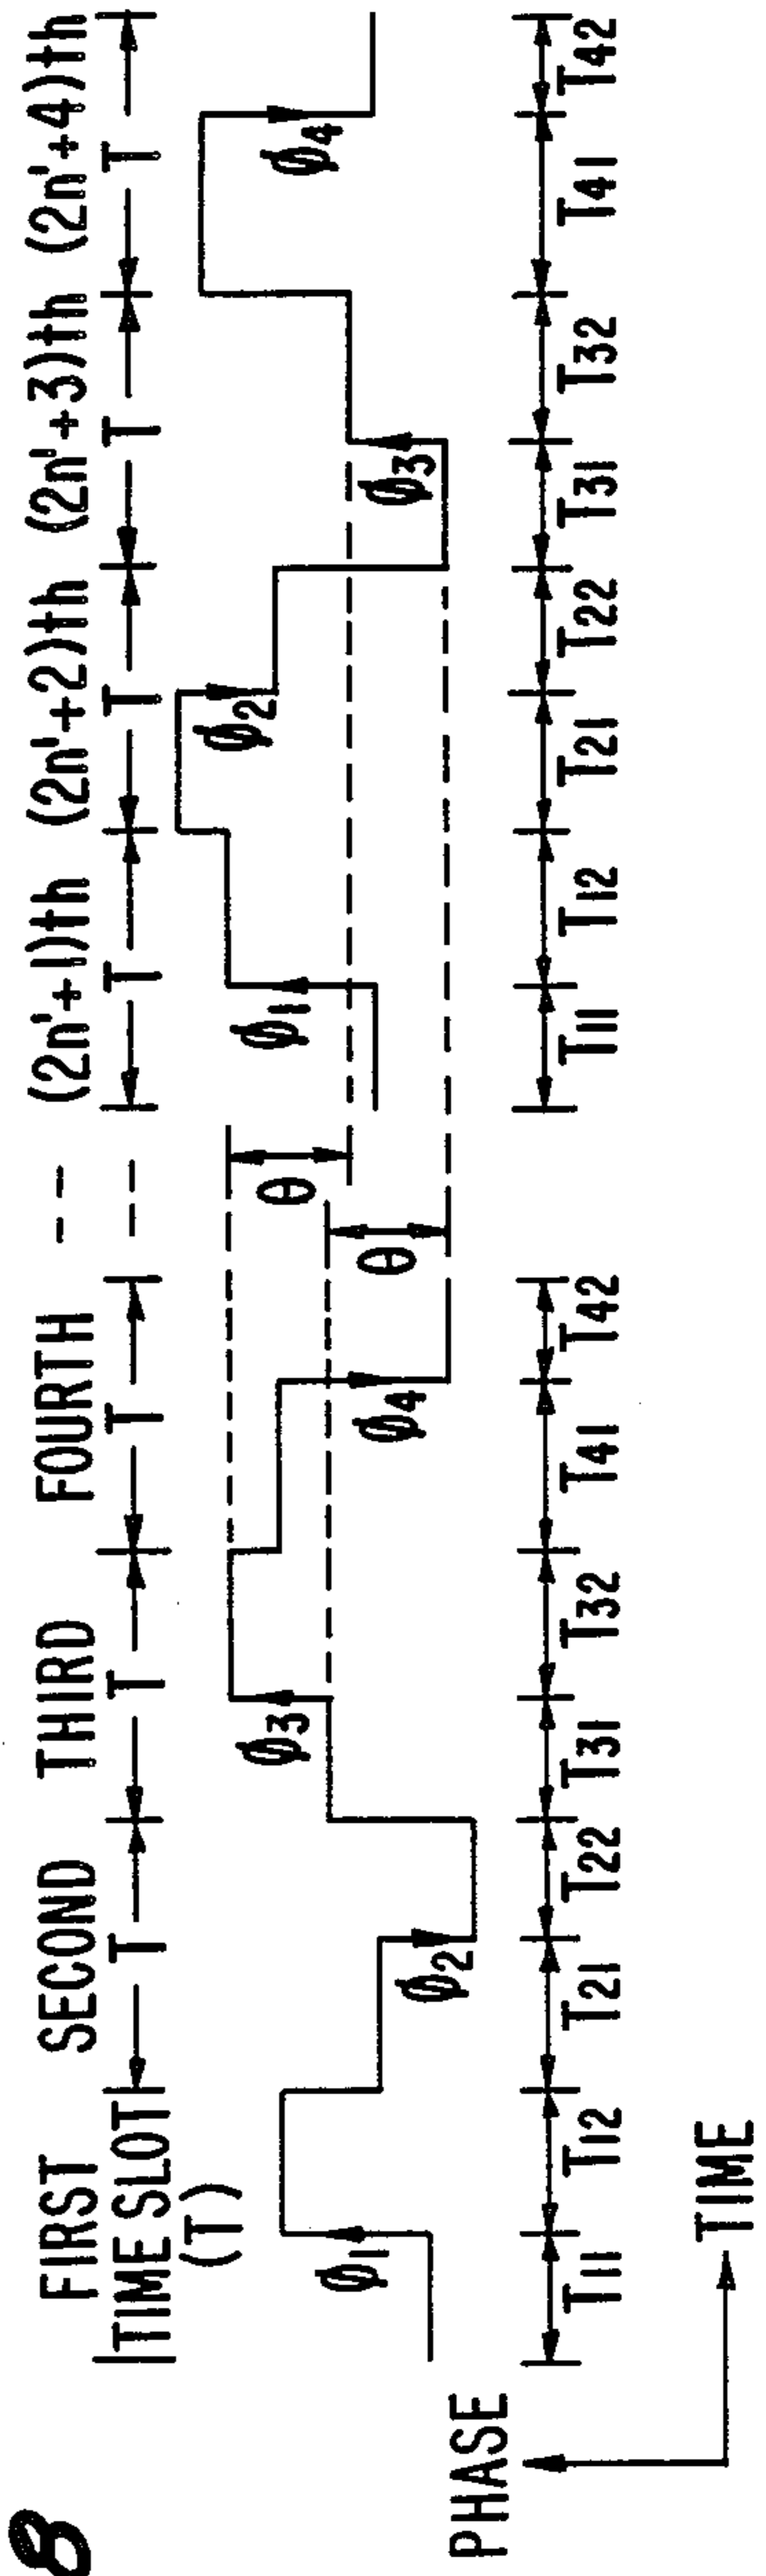 8
FIRST SECOND THIRD FOURTH -- (2n'+1)th (2n'+2)th (2n'+3)th (2n'+4)th
TIME SLOT T T T T T T T
(T)
ϕ1 ϕ2 ϕ3 ϕ4 θ θ ϕ1 ϕ2 ϕ3 ϕ4
T11 T12 T21 T22 T31 T32 T41 T42 T11 T12 T21 T22 T31 T32 T41 T42
PHASE
TIME